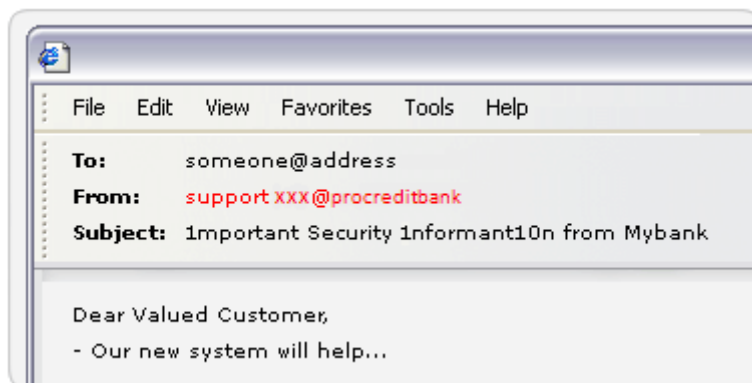 File Edit View Favorites Tools Help
To: someone@address
From: support XXX@procreditbank
Subject: 1mportant Security 1nformant10n from Mybank
Dear Valued Customer,
- Our new system will help...